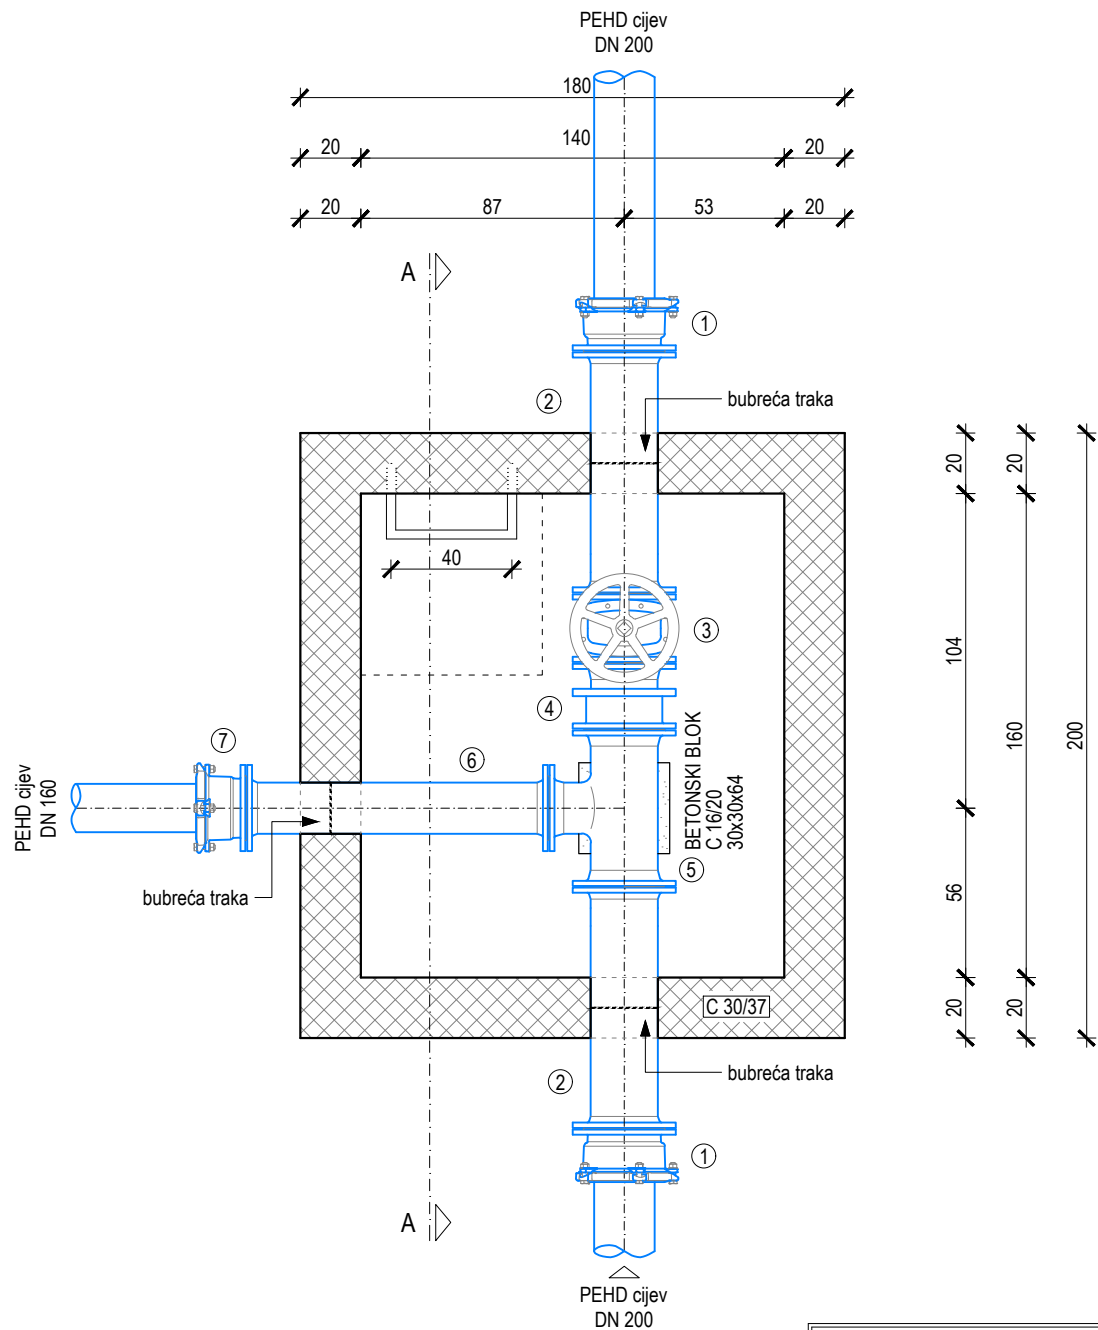 PEHD cijev
DN 200
180
20
140
20
20
87
53
20
A
1
2
bubreća traka
20
20
40
3
104
160
200
4
BETONSKI BLOK
C 16/20
30x30x64
7
6
PEHD cijev
DN 160
5
bubreća traka
56
C 30/37
20
20
2
bubreća traka
1
A
PEHD cijev
DN 200